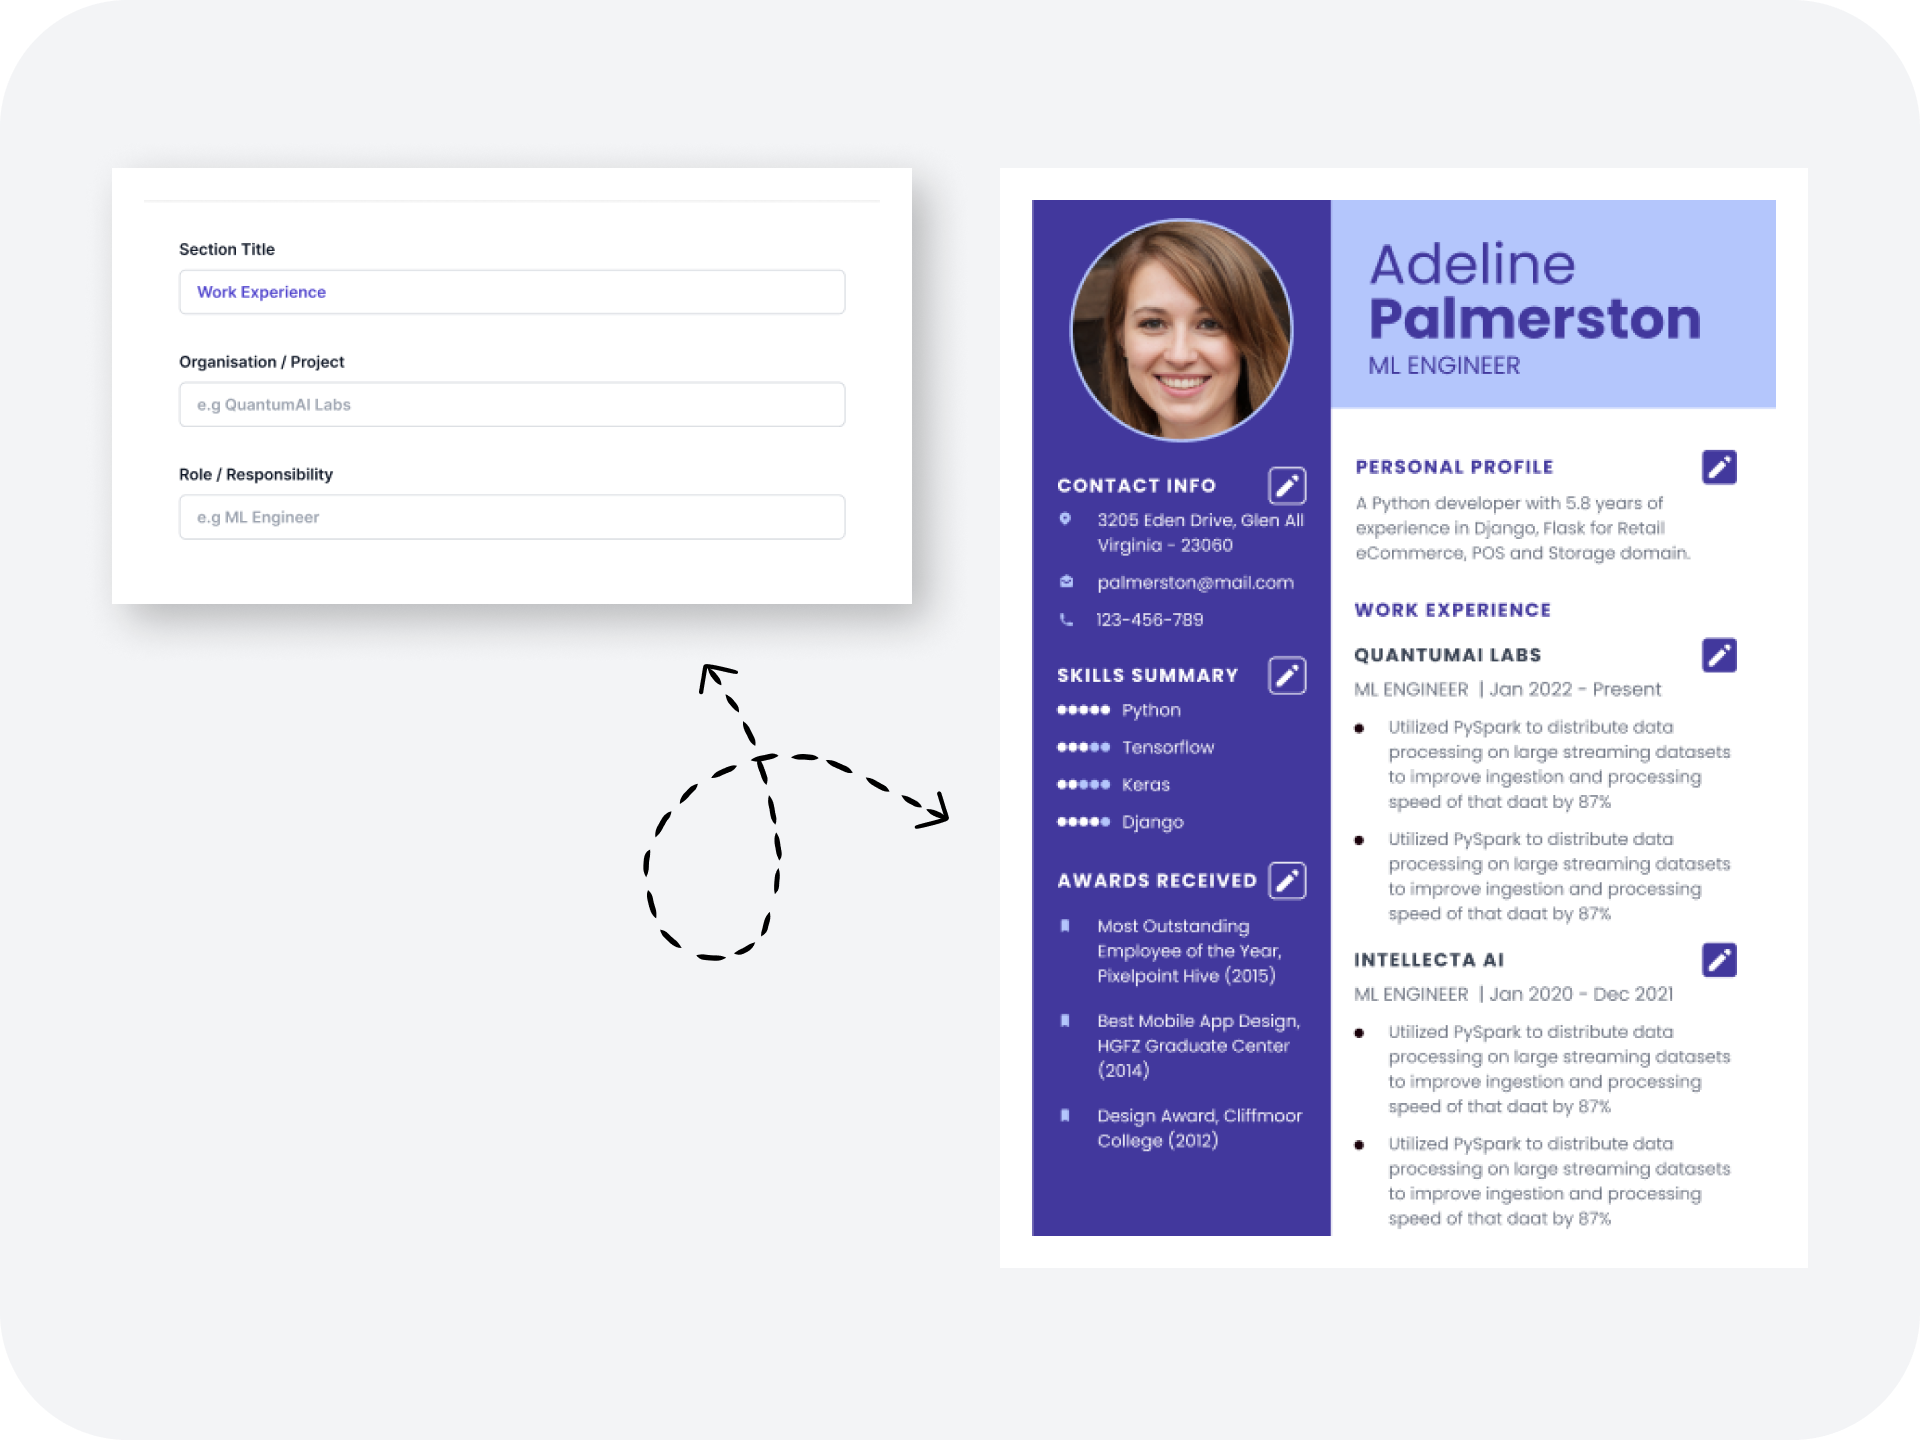 Section Title
Work Experience
Organisation / Project
e.g QuantumAI Labs
Role / Responsibility
e.g ML Engineer
Adeline
Palmerston
ML ENGINEER
CONTACT INFO
3205 Eden Drive, Glen All
Virginia - 23060
palmerston@mail.com
123-456-789
SKILLS SUMMARY
Python
Tensorflow
Keras
Django
AWARDS RECEIVED
Most Outstanding
Employee of the Year,
Pixelpoint Hive (2015)
Best Mobile App Design,
HGFZ Graduate Center
(2014)
Design Award, Cliffmoor
College (2012)
PERSONAL PROFILE
A Python developer with 5.8 years of
experience in Django, Flask for Retail
eCommerce, POS and Storage domain.
WORK EXPERIENCE
QUANTUMAI LABS
ML ENGINEER | Jan 2022 - Present
Utilized PySpark to distribute data
processing on large streaming datasets
to improve ingestion and processing
speed of that daat by 87%
Utilized PySpark to distribute data
processing on large streaming datasets
to improve ingestion and processing
speed of that daat by 87%
INTELLECTA AI
ML ENGINEER | Jan 2020 - Dec 2021
Utilized PySpark to distribute data
processing on large streaming datasets
to improve ingestion and processing
speed of that daat by 87%
Utilized PySpark to distribute data
processing on large streaming datasets
to improve ingestion and processing
speed of that daat by 87%